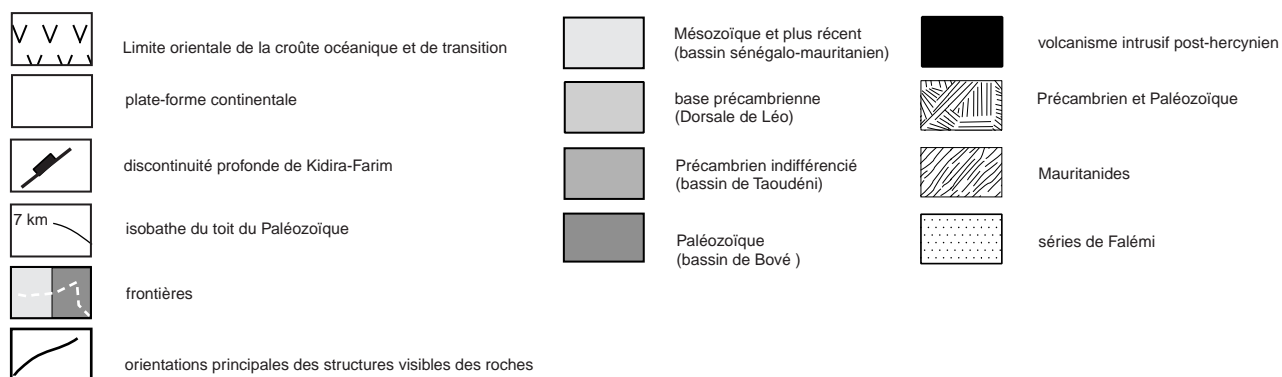 Limite orientale de la croûte océanique et de transition
plate-forme continentale
discontinuité profonde de Kidira-Farim
7 km
isobathe du toit du Paléozoïque
frontières
orientations principales des structures visibles des roches
Mésozoïque et plus récent
(bassin sénégalo-mauritanien)
base précambrienne
(Dorsale de Léo)
Précambrien indifférencié
(bassin de Taoudéni)
Paléozoïque
(bassin de Bové )
volcanisme intrusif post-hercynien
Précambrien et Paléozoïque
Mauritanides
séries de Falémi